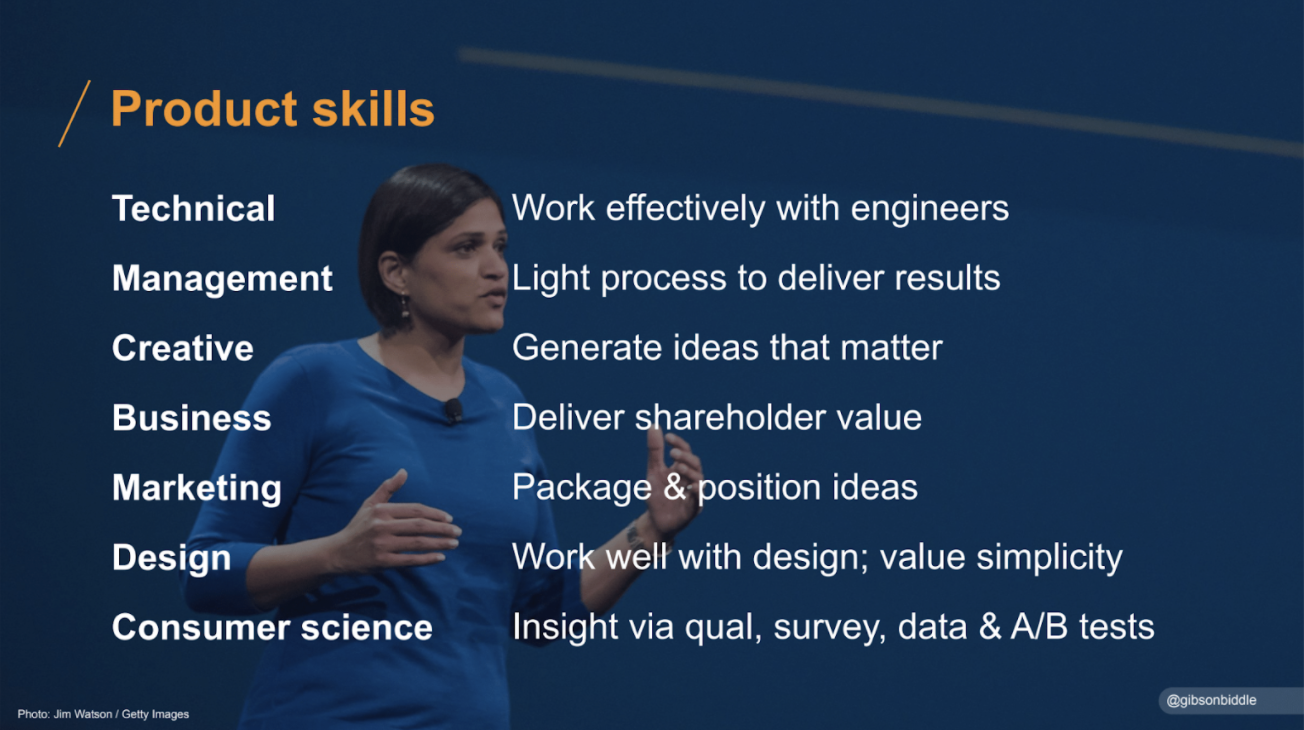 Product skills
Technical Work effectively with engineers
Management Light process to deliver results
Creative Generate ideas that matter
Business Deliver shareholder value
Marketing Package & position ideas
Design Work well with design; value simplicity
Consumer science Insight via qual, survey, data & A/B tests
Photo: Jim Watson / Getty Images
@gibsonbiddle